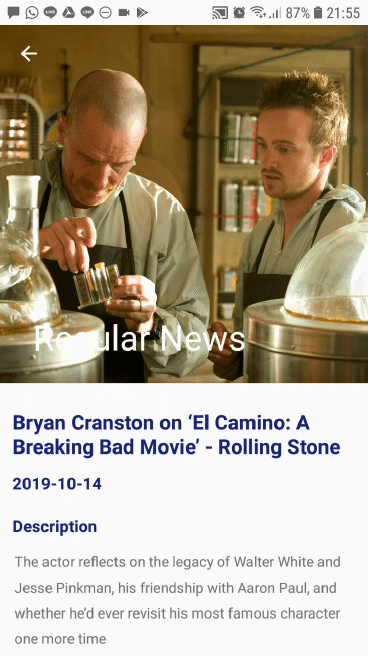 87% 21:55
Regular News
Bryan Cranston on ‘El Camino: A
Breaking Bad Movie’ - Rolling Stone
2019-10-14
Description
The actor reflects on the legacy of Walter White and
Jesse Pinkman, his friendship with Aaron Paul, and
whether he’d ever revisit his most famous character
one more time